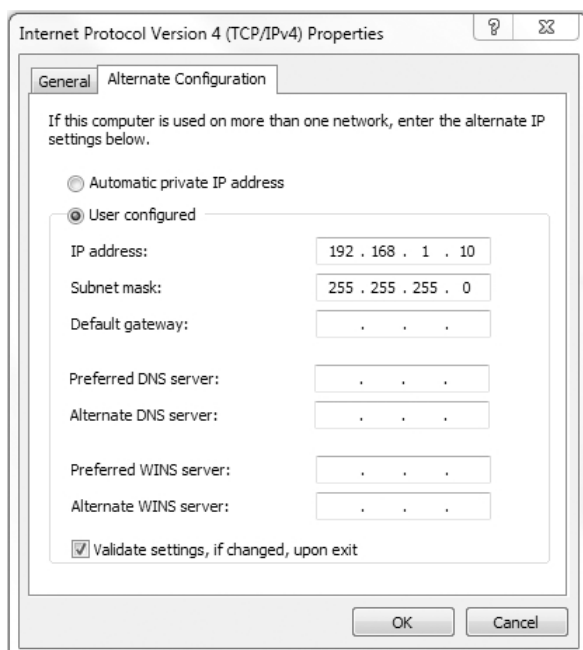 Internet Protocol Version 4 (TCP/IPv4) Properties
General
Alternate Configuration
If this computer is used on more than one network, enter the alternate IP
settings below.
Automatic private IP address
User configured
IP address: 192 . 168 . 1 . 10
Subnet mask: 255 . 255 . 255 . 0
Default gateway: . . .
Preferred DNS server: . . .
Alternate DNS server: . . .
Preferred WINS server: . . .
Alternate WINS server: . . .
Validate settings, if changed, upon exit
OK Cancel